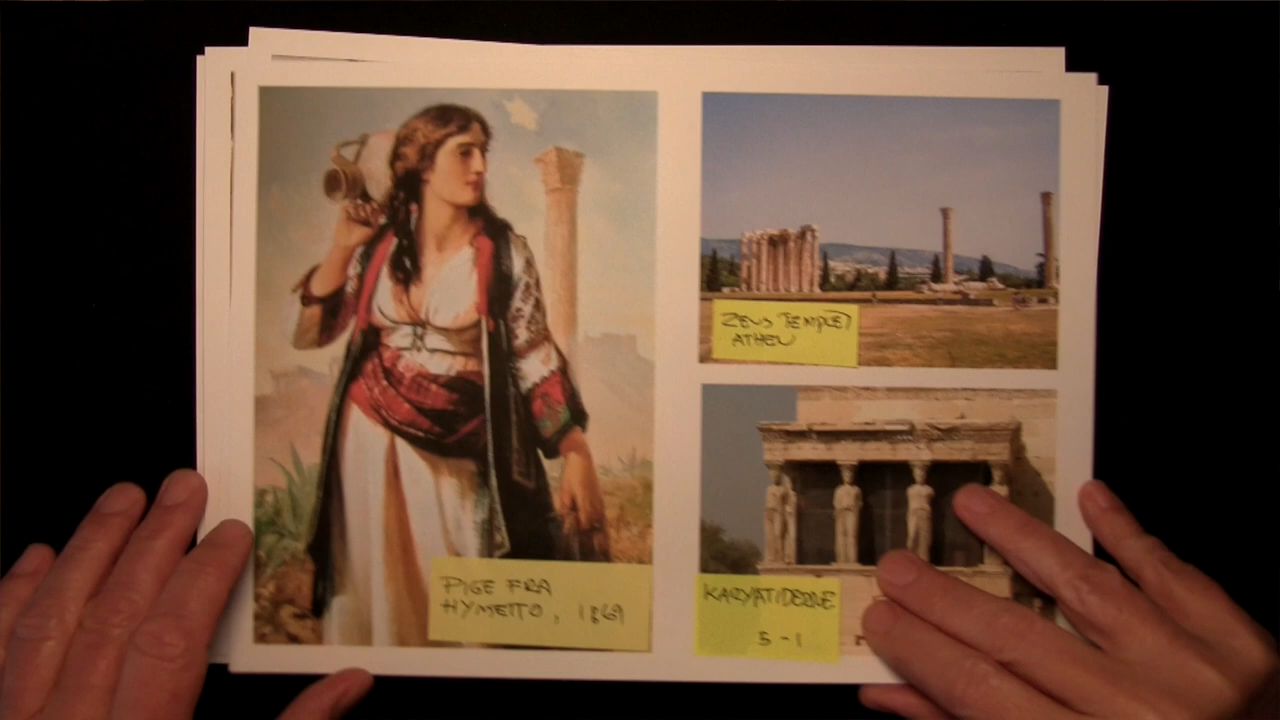 PIGE FRA
HYMETTO, 1869
ZEUS TEMPLET
ATHEN
KARYATIDERNE
5-1